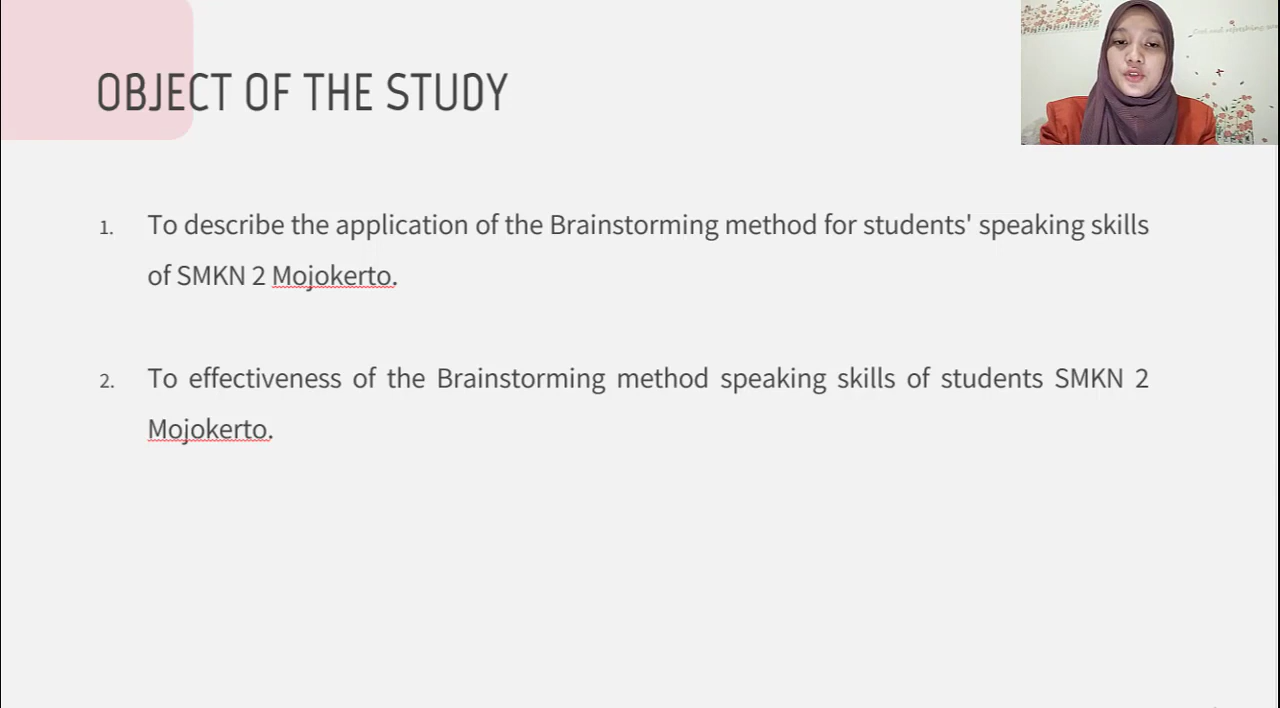 OBJECT OF THE STUDY
1. To describe the application of the Brainstorming method for students' speaking skills
of SMKN 2 Mojokerto.
2. To effectiveness of the Brainstorming method speaking skills of students SMKN 2
Mojokerto.